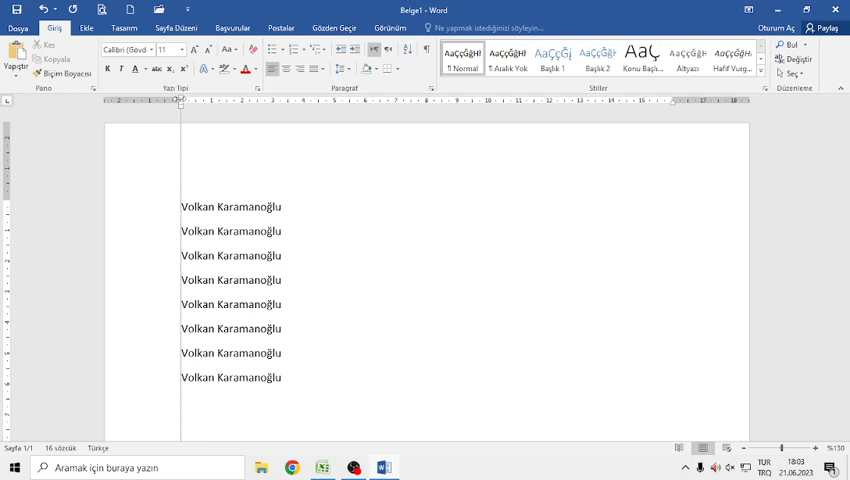 Belge1 - Word
Dosya Giriş Ekle Tasarım Sayfa Düzeni Başvurular Postalar Gözden Geçir Görünüm Ne yapmak istediğinizi söyleyin... Oturum Aç Paylaş
Yapıştır
Kes
Kopyala
Biçim Boyacısı
Calibri (Gövd 11
AaÇçĞğHI AaÇçĞğHI AaÇçĞğ AaÇçĞğ AaÇ AaÇçĞğH AaÇçĞğHı
¶ Normal ¶ Aralık Yok Başlık 1 Başlık 2 Konu Başlı... Altyazı Hafif Vurg...
Bul
Değiştir
Seç
Pano Yazı Tipi Paragraf Stiller Düzenleme
Volkan Karamanoğlu
Volkan Karamanoğlu
Volkan Karamanoğlu
Volkan Karamanoğlu
Volkan Karamanoğlu
Volkan Karamanoğlu
Volkan Karamanoğlu
Volkan Karamanoğlu
Sayfa 1/1 16 sözcük Türkçe %130
Aramak için buraya yazın
TUR 18:03
TRQ 21.06.2023